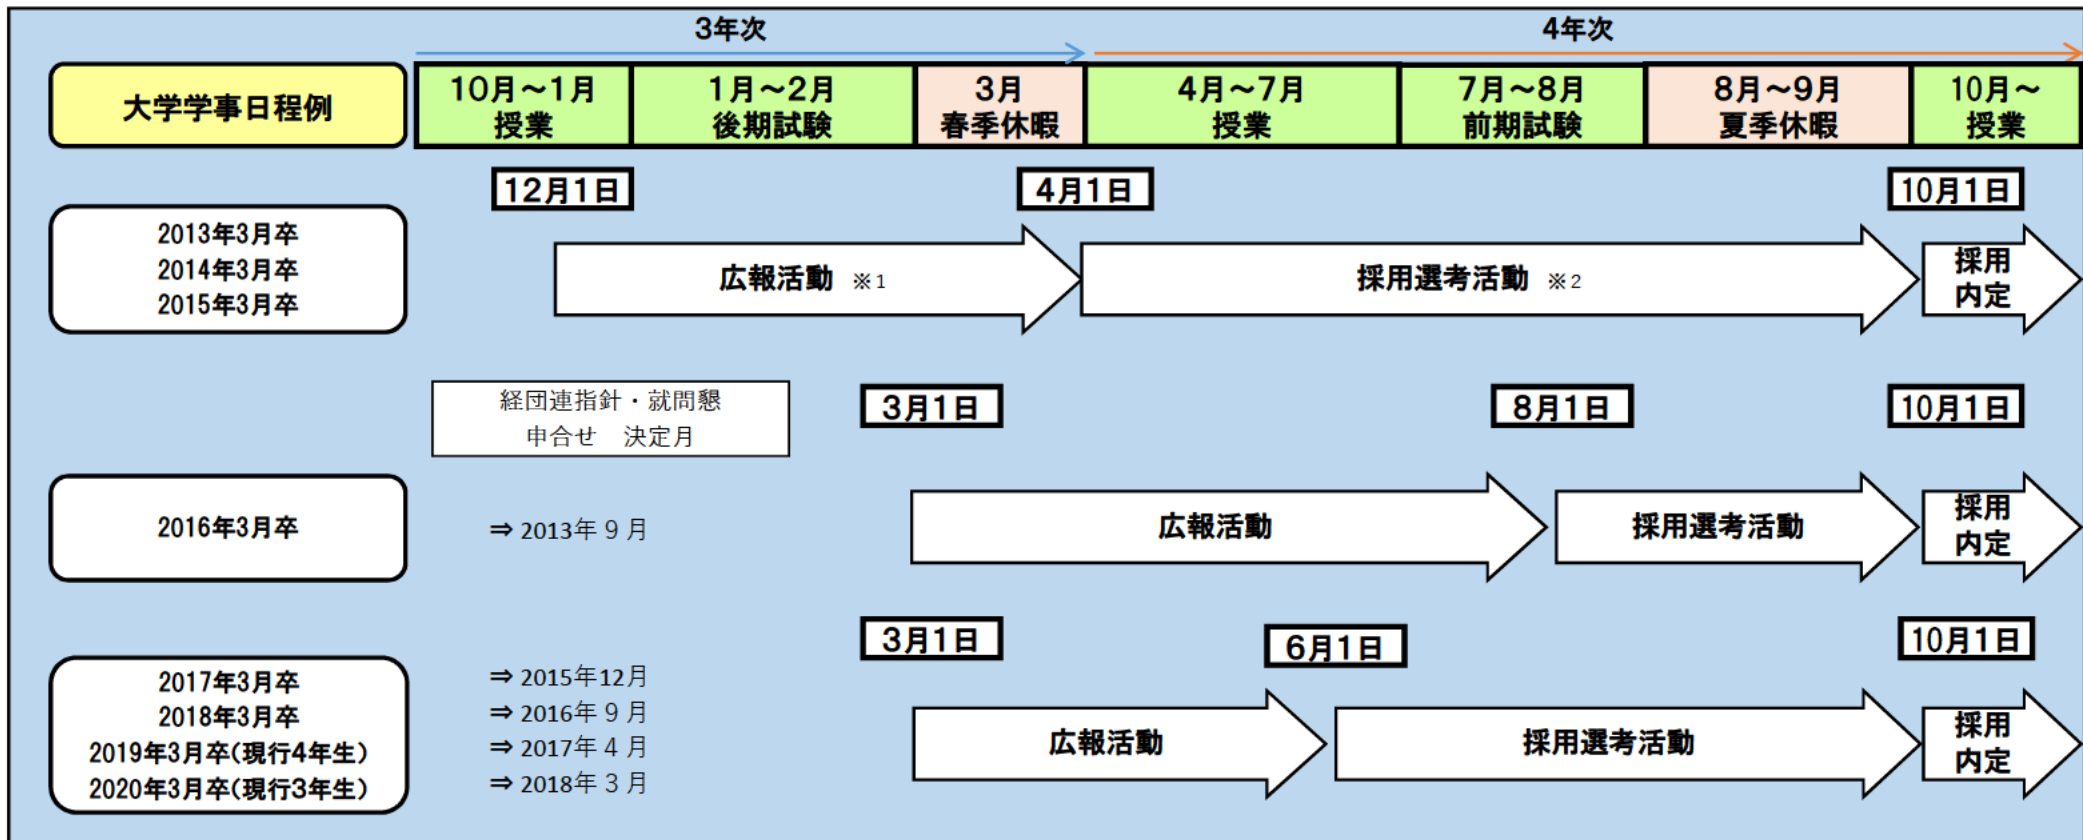 3年次
4年次
大学学事日程例
10月～1月
授業
1月～2月
後期試験
3月
春季休暇
4月～7月
授業
7月～8月
前期試験
8月～9月
夏季休暇
10月～
授業
12月1日
4月1日
10月1日
2013年3月卒
2014年3月卒
2015年3月卒
広報活動 ※1
採用選考活動 ※2
採用
内定
経団連指針・就問懇
申合せ　決定月
3月1日
8月1日
10月1日
2016年3月卒
⇒ 2013年 9 月
広報活動
採用選考活動
採用
内定
3月1日
6月1日
10月1日
2017年3月卒
2018年3月卒
2019年3月卒(現行4年生)
2020年3月卒(現行3年生)
⇒ 2015年12月
⇒ 2016年 9 月
⇒ 2017年 4 月
⇒ 2018年 3 月
広報活動
採用選考活動
採用
内定